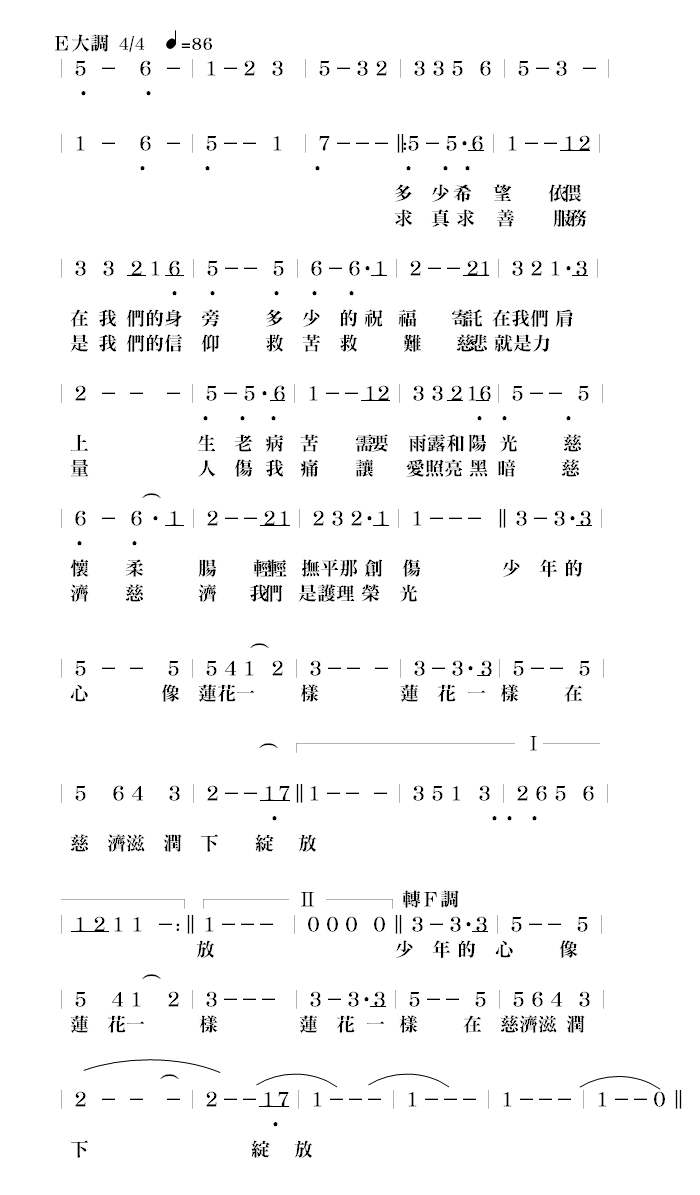 E大調 4/4 ♩=86
| 5 － 6 － | 1－2 3 | 5－3 2 | 3 3 5 6 | 5－3 － |
| 1 － 6 － | 5－－ 1 | 7－－－ ‖:5－5·6 | 1－－12 |
多 少希 望 依偎
求 真求 善 服務
| 3 3 2 1 6 | 5－－ 5 | 6－6·1 | 2－－21 | 3 2 1·3 |
在 我 們的身 旁 多 少 的祝 福 寄託 在我們 肩
是 我 們的信 仰 救 苦 救 難 慈悲 就是力
| 2 － － － | 5－5·6 | 1－－12 | 3 3 2 1 6 | 5－－ 5 |
上 生 老 病 苦 需要 雨露和 陽 光 慈
量 人 傷 我 痛 讓 愛照亮 黑 暗 慈
| 6 － 6·1 | 2－－21 | 2 3 2·1 | 1－－－ ‖ 3－3·3 |
懷 柔 腸 輕輕 撫平那 創 傷 少 年 的
濟 慈 濟 我們 是護理 榮 光
| 5 － － 5 | 5 4 1 2 | 3－－ － | 3－3·3 | 5－－ 5 |
心 像 蓮花一 樣 蓮 花 一 樣 在
I
| 5 6 4 3 | 2－－17 ‖ 1－－ － | 3 5 1 3 | 2 6 5 6 |
慈 濟滋 潤 下 綻 放
II 轉F調
| 1 2 1 1 －:‖ 1－－－ | 0 0 0 0 ‖ 3－3·3 | 5－－ 5 |
放 少 年 的 心 像
| 5 4 1 2 | 3－－－ | 3－3·3 | 5－－ 5 | 5 6 4 3 |
蓮 花一 樣 蓮 花 一 樣 在 慈濟滋 潤
| 2 － － － | 2－－17 | 1－－－ | 1－－－ | 1－－－ | 1－－0 ‖
下 綻 放